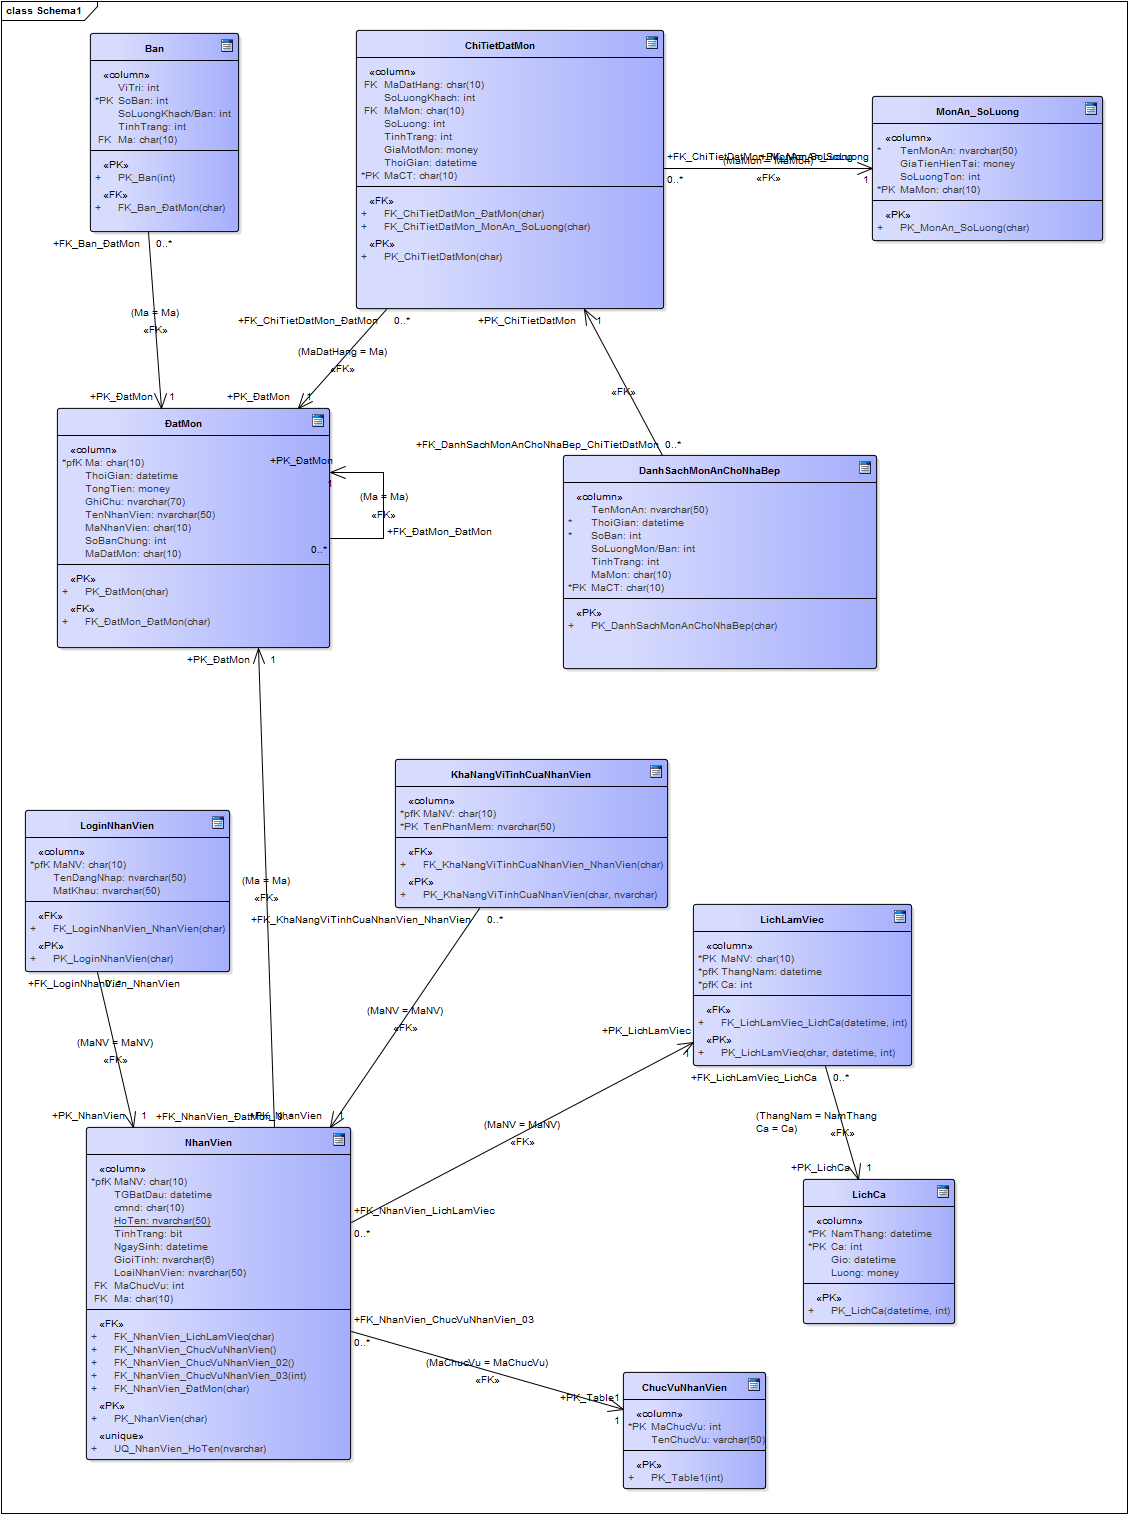 class Schema1
Ban
«column»
ViTri: int
*PK SoBan: int
SoLuongKhach/Ban: int
TinhTrang: int
FK Ma: char(10)
«PK»
+ PK_Ban(int)
«FK»
+ FK_Ban_ĐatMon(char)
ChiTietDatMon
«column»
FK MaDatHang: char(10)
SoLuongKhach: int
FK MaMon: char(10)
SoLuong: int
TinhTrang: int
GiaMotMon: money
ThoiGian: datetime
*PK MaCT: char(10)
«FK»
+ FK_ChiTietDatMon_ĐatMon(char)
+ FK_ChiTietDatMon_MonAn_SoLuong(char)
«PK»
+ PK_ChiTietDatMon(char)
MonAn_SoLuong
«column»
* TenMonAn: nvarchar(50)
GiaTienHienTai: money
SoLuongTon: int
*PK MaMon: char(10)
«PK»
+ PK_MonAn_SoLuong(char)
+FK_ChiTietDatMon_MonAn_SoLuong
+PK_MonAn_SoLuong
(MaMon = MaMon)
0..*
«FK»
1
+FK_Ban_ĐatMon
0..*
(Ma = Ma)
«FK»
+PK_ĐatMon
1
+FK_ChiTietDatMon_ĐatMon
0..*
(MaDatHang = Ma)
«FK»
+PK_ĐatMon
1
+PK_ChiTietDatMon
1
«FK»
+FK_DanhSachMonAnChoNhaBep_ChiTietDatMon
0..*
ĐatMon
«column»
*pfK Ma: char(10)
ThoiGian: datetime
TongTien: money
GhiChu: nvarchar(70)
TenNhanVien: nvarchar(50)
MaNhanVien: char(10)
SoBanChung: int
MaDatMon: char(10)
«PK»
+ PK_ĐatMon(char)
«FK»
+ FK_ĐatMon_ĐatMon(char)
+PK_ĐatMon
1
(Ma = Ma)
«FK»
+FK_ĐatMon_ĐatMon
0..*
DanhSachMonAnChoNhaBep
«column»
TenMonAn: nvarchar(50)
* ThoiGian: datetime
* SoBan: int
SoLuongMon/Ban: int
TinhTrang: int
MaMon: char(10)
*PK MaCT: char(10)
«PK»
+ PK_DanhSachMonAnChoNhaBep(char)
+PK_ĐatMon
1
(Ma = Ma)
«FK»
KhaNangViTinhCuaNhanVien
«column»
*pfK MaNV: char(10)
*PK TenPhanMem: nvarchar(50)
«FK»
+ FK_KhaNangViTinhCuaNhanVien_NhanVien(char)
«PK»
+ PK_KhaNangViTinhCuaNhanVien(char, nvarchar)
+FK_KhaNangViTinhCuaNhanVien_NhanVien
0..*
(MaNV = MaNV)
«FK»
LoginNhanVien
«column»
*pfK MaNV: char(10)
TenDangNhap: nvarchar(50)
MatKhau: nvarchar(50)
«FK»
+ FK_LoginNhanVien_NhanVien(char)
«PK»
+ PK_LoginNhanVien(char)
+FK_LoginNhanVien_NhanVien
0..*
(MaNV = MaNV)
«FK»
LichLamViec
«column»
*PK MaNV: char(10)
*pfK ThangNam: datetime
*pfK Ca: int
«FK»
+ FK_LichLamViec_LichCa(datetime, int)
«PK»
+ PK_LichLamViec(char, datetime, int)
+PK_LichLamViec
1
+FK_LichLamViec_LichCa
0..*
(ThangNam = NamThang
Ca = Ca)
«FK»
+PK_LichCa
1
+PK_NhanVien
1
+FK_NhanVien_ĐatMon
0..*
+PK_NhanVien
1
(MaNV = MaNV)
«FK»
+FK_NhanVien_LichLamViec
0..*
NhanVien
«column»
*pfK MaNV: char(10)
TGBatDau: datetime
cmnd: char(10)
HoTen: nvarchar(50)
TinhTrang: bit
NgaySinh: datetime
GioiTinh: nvarchar(6)
LoaiNhanVien: nvarchar(50)
FK MaChucVu: int
FK Ma: char(10)
«FK»
+ FK_NhanVien_LichLamViec(char)
+ FK_NhanVien_ChucVuNhanVien()
+ FK_NhanVien_ChucVuNhanVien_02()
+ FK_NhanVien_ChucVuNhanVien_03(int)
+ FK_NhanVien_ĐatMon(char)
«PK»
+ PK_NhanVien(char)
«unique»
+ UQ_NhanVien_HoTen(nvarchar)
LichCa
«column»
*PK NamThang: datetime
*PK Ca: int
Gio: datetime
Luong: money
«PK»
+ PK_LichCa(datetime, int)
+FK_NhanVien_ChucVuNhanVien_03
0..*
(MaChucVu = MaChucVu)
«FK»
+PK_Table1
1
ChucVuNhanVien
«column»
*PK MaChucVu: int
TenChucVu: varchar(50)
«PK»
+ PK_Table1(int)